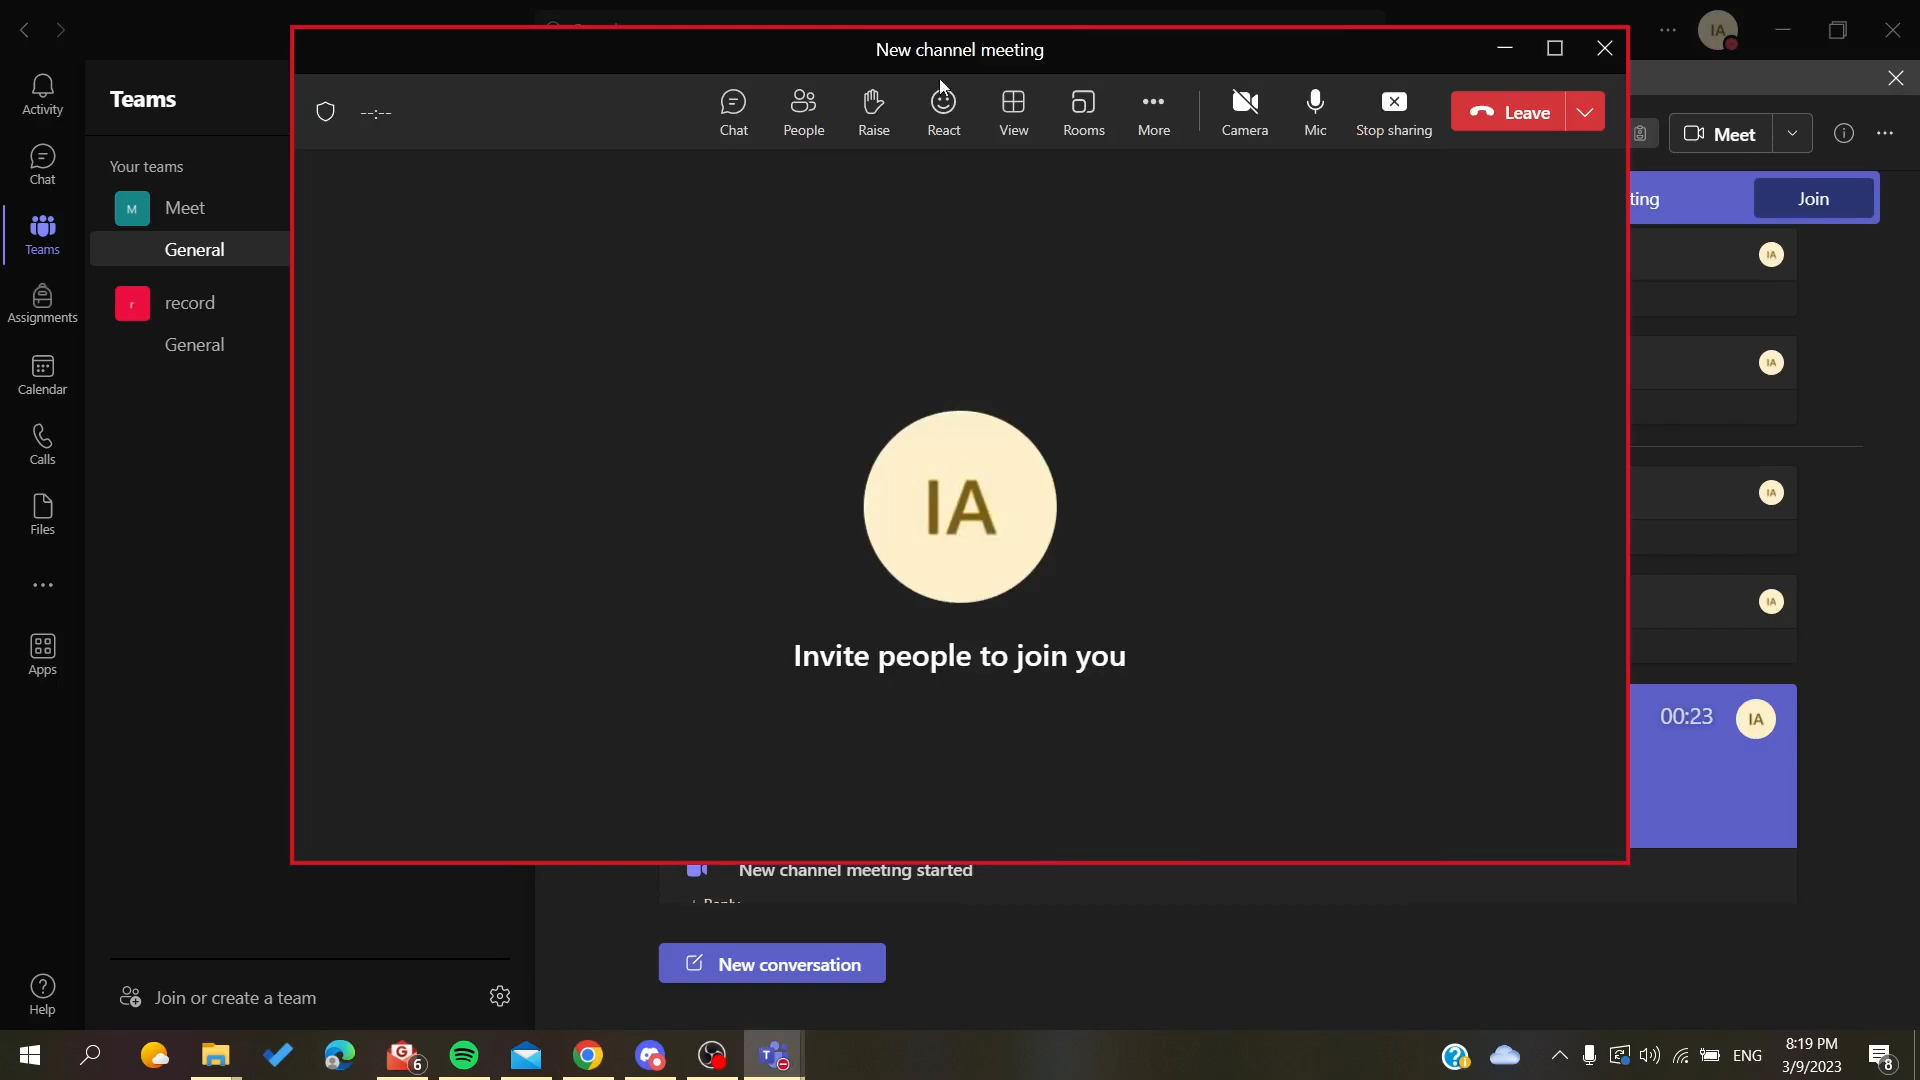 IA
New channel meeting
Activity
Teams
--:--
Chat
People
Raise
React
View
Rooms
More
Camera
Mic
Stop sharing
Leave
Meet
Chat
Your teams
M
Meet
ting
Join
Teams
General
IA
Assignments
r
record
General
IA
Calendar
Calls
IA
IA
Files
IA
Invite people to join you
Apps
00:23
IA
New channel meeting started
New conversation
Help
Join or create a team
G
6
T
ENG
8:19 PM
3/9/2023
8